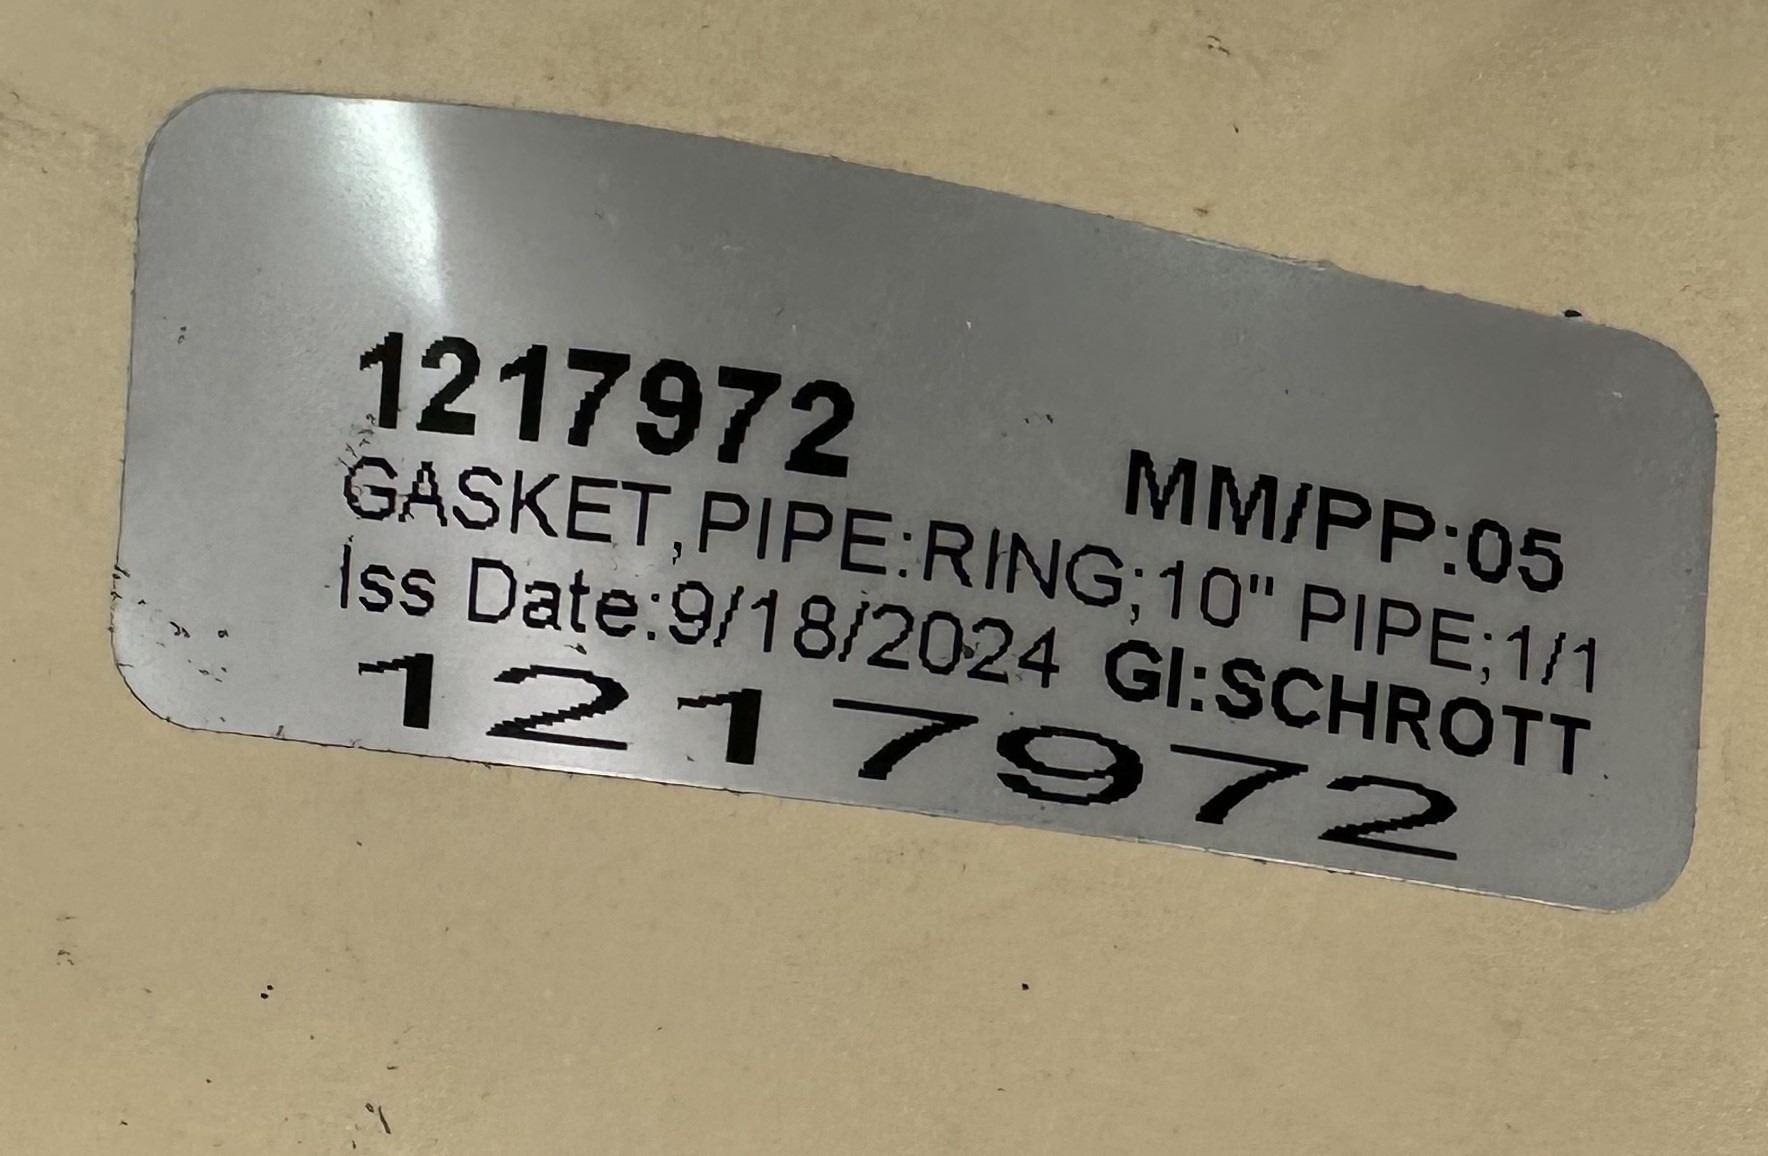 1217972
MM/PP:05
GASKET,PIPE:RING;10" PIPE;1/1
Iss Date:9/18/2024 GI:SCHROTT
1217972